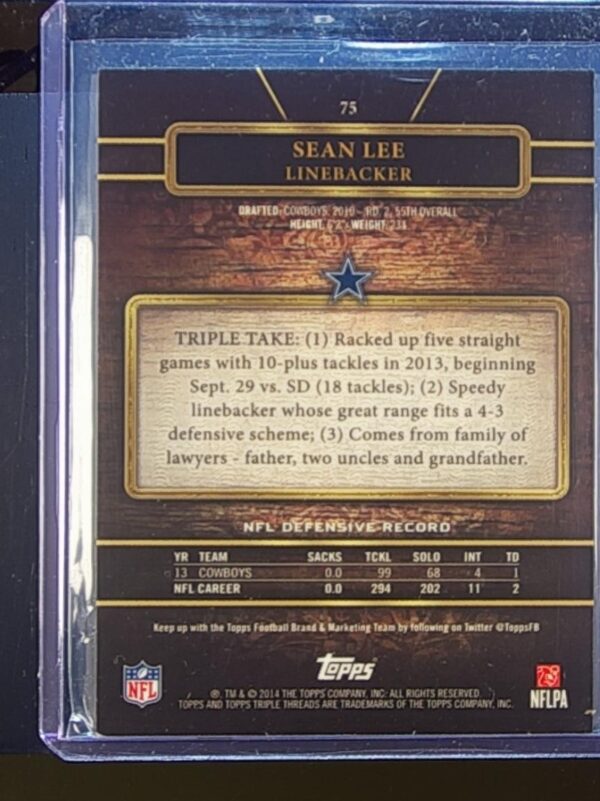 75
SEAN LEE
LINEBACKER
DRAFTED: COWBOYS, 2010 - RD. 2, 55TH OVERALL
HEIGHT: 6'2" WEIGHT: 231
TRIPLE TAKE: (1) Racked up five straight
games with 10-plus tackles in 2013, beginning
Sept. 29 vs. SD (18 tackles); (2) Speedy
linebacker whose great range fits a 4-3
defensive scheme; (3) Comes from family of
lawyers - father, two uncles and grandfather.
NFL DEFENSIVE RECORD
YR TEAM SACKS TCKL SOLO INT TD
13 COWBOYS 0.0 99 68 4 1
NFL CAREER 0.0 294 202 11 2
Keep up with the Topps Football Brand & Marketing Team by following on Twitter @ToppsFB
Topps
NFL
NFLPA
®, TM & © 2014 THE TOPPS COMPANY, INC. ALL RIGHTS RESERVED.
TOPPS AND TOPPS TRIPLE THREADS ARE TRADEMARKS OF THE TOPPS COMPANY, INC.